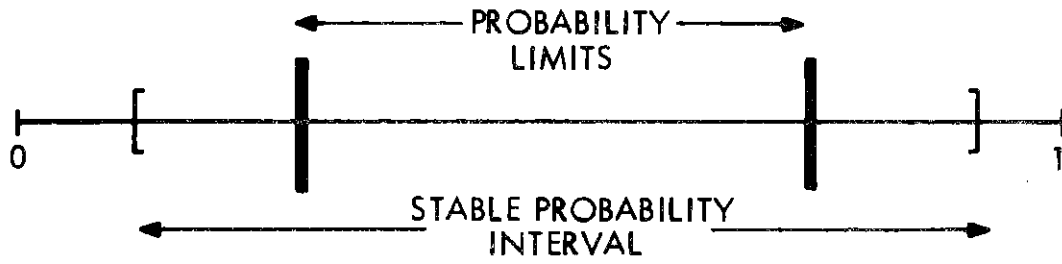 PROBABILITY
LIMITS
0
1
STABLE PROBABILITY
INTERVAL